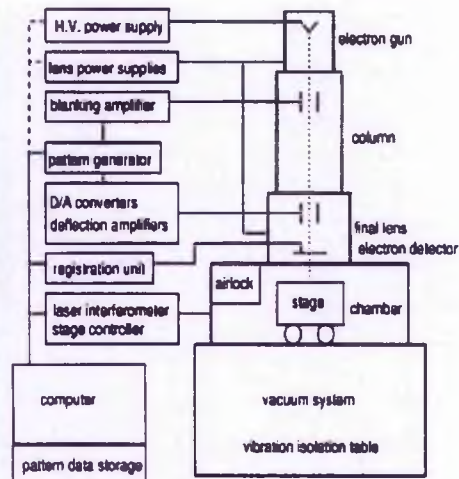 H.V. power supply
electron gun
lens power supplies
blanking amplifier
column
pattern generator
D/A converters
deflection amplifiers
final lens
electron detector
registration unit
airlock
stage
chamber
laser interferometer
stage controller
computer
vacuum system
vibration isolation table
pattern data storage